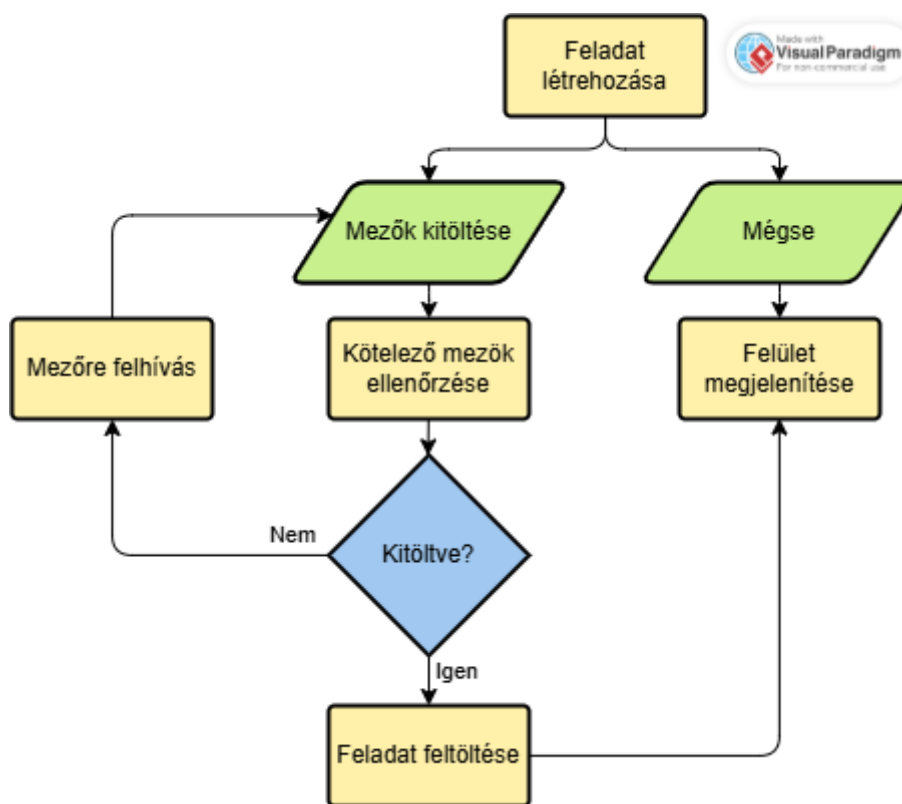 Feladat
létrehozása
Made with
Visual Paradigm
For non-commercial use
Mezők kitöltése
Mégse
Mezőre felhívás
Kötelező mezök
ellenőrzése
Felület
megjelenítése
Nem
Kitöltve?
Igen
Feladat feltöltése